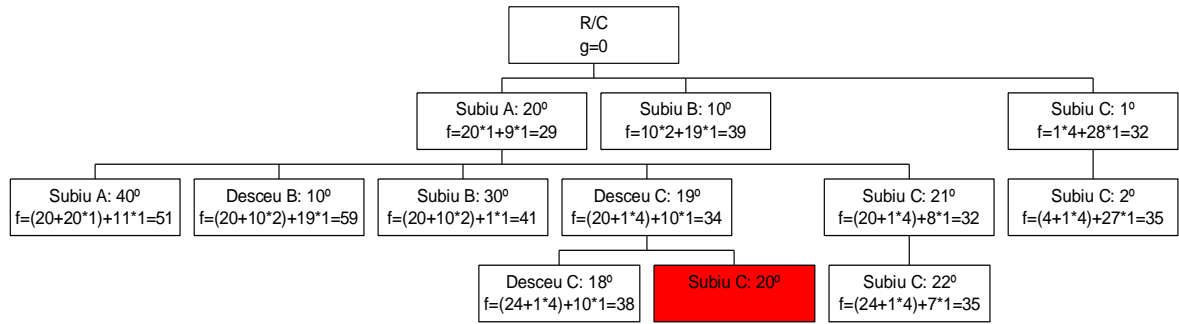 R/C
g=0
Subiu A: 20º
f=20*1+9*1=29
Subiu B: 10º
f=10*2+19*1=39
Subiu C: 1º
f=1*4+28*1=32
Subiu A: 40º
f=(20+20*1)+11*1=51
Desceu B: 10º
f=(20+10*2)+19*1=59
Subiu B: 30º
f=(20+10*2)+1*1=41
Desceu C: 19º
f=(20+1*4)+10*1=34
Subiu C: 21º
f=(20+1*4)+8*1=32
Subiu C: 2º
f=(4+1*4)+27*1=35
Desceu C: 18º
f=(24+1*4)+10*1=38
Subiu C: 20º
Subiu C: 22º
f=(24+1*4)+7*1=35